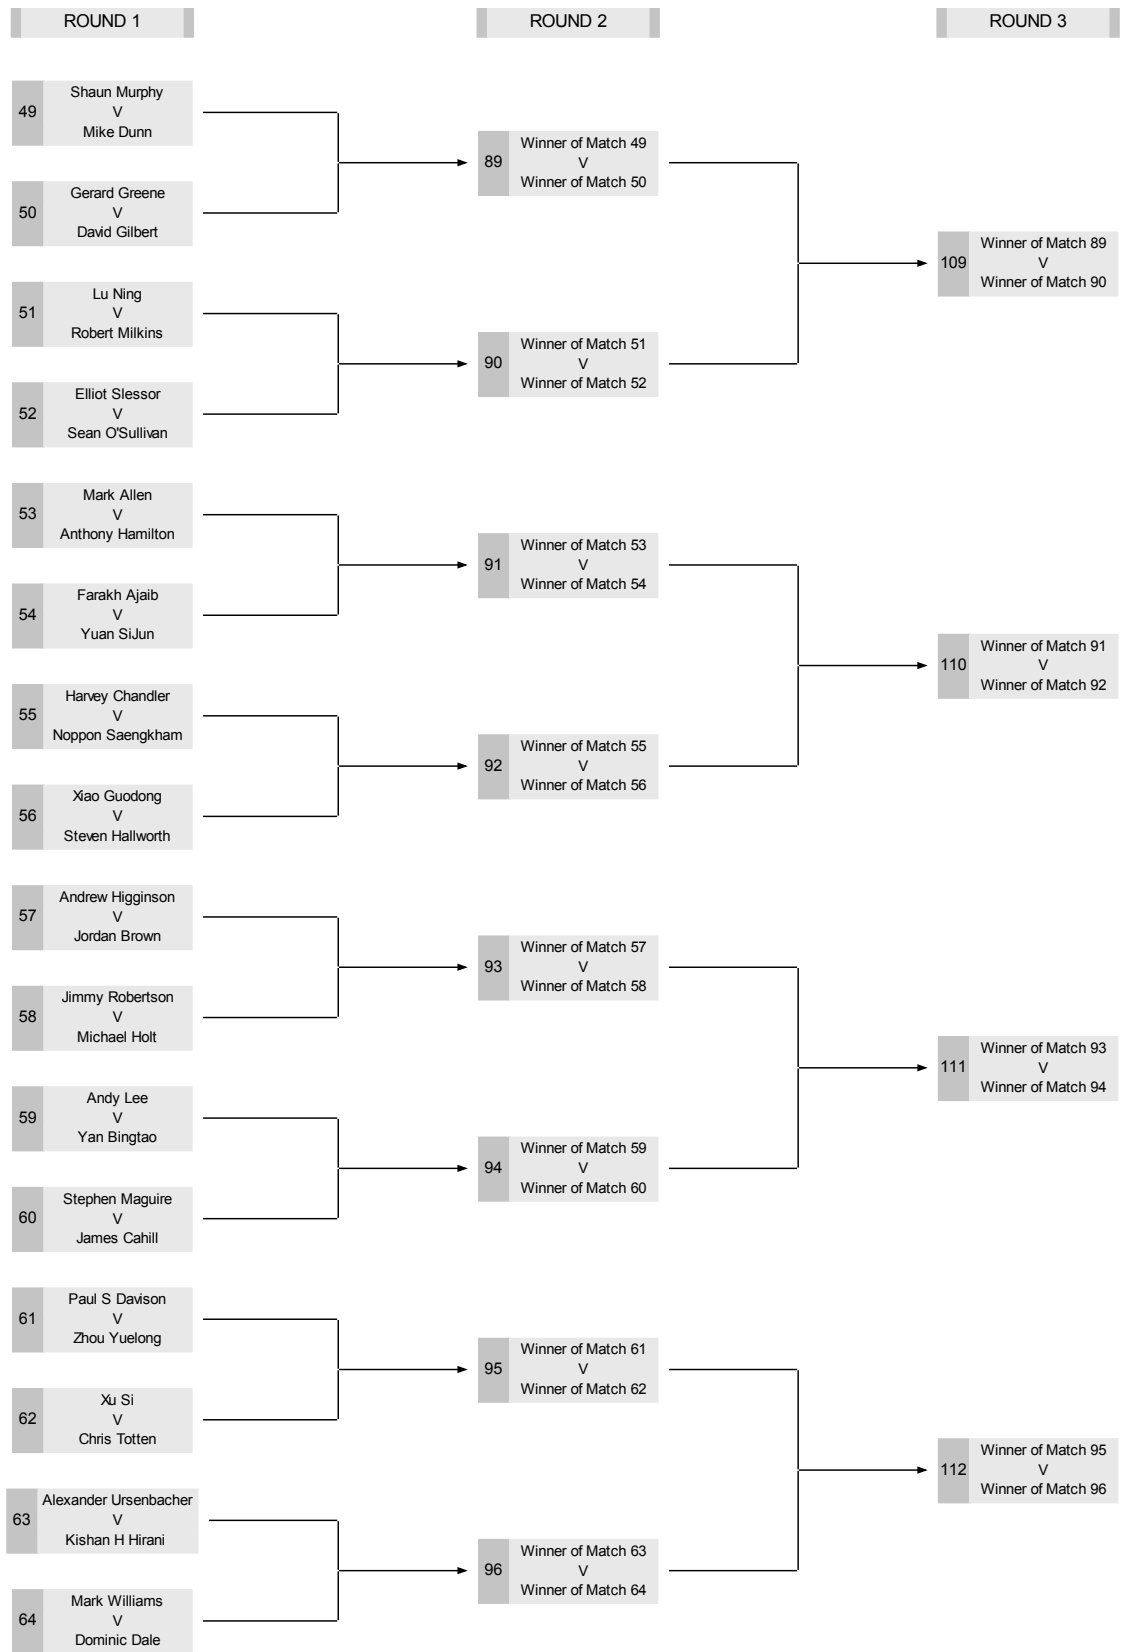 ROUND 1
ROUND 2
ROUND 3
49
Shaun Murphy
V
Mike Dunn
50
Gerard Greene
V
David Gilbert
51
Lu Ning
V
Robert Milkins
52
Elliot Slessor
V
Sean O'Sullivan
53
Mark Allen
V
Anthony Hamilton
54
Farakh Ajaib
V
Yuan SiJun
55
Harvey Chandler
V
Noppon Saengkham
56
Xiao Guodong
V
Steven Hallworth
57
Andrew Higginson
V
Jordan Brown
58
Jimmy Robertson
V
Michael Holt
59
Andy Lee
V
Yan Bingtao
60
Stephen Maguire
V
James Cahill
61
Paul S Davison
V
Zhou Yuelong
62
Xu Si
V
Chris Totten
63
Alexander Ursenbacher
V
Kishan H Hirani
64
Mark Williams
V
Dominic Dale
89
Winner of Match 49
V
Winner of Match 50
90
Winner of Match 51
V
Winner of Match 52
91
Winner of Match 53
V
Winner of Match 54
92
Winner of Match 55
V
Winner of Match 56
93
Winner of Match 57
V
Winner of Match 58
94
Winner of Match 59
V
Winner of Match 60
95
Winner of Match 61
V
Winner of Match 62
96
Winner of Match 63
V
Winner of Match 64
109
Winner of Match 89
V
Winner of Match 90
110
Winner of Match 91
V
Winner of Match 92
111
Winner of Match 93
V
Winner of Match 94
112
Winner of Match 95
V
Winner of Match 96